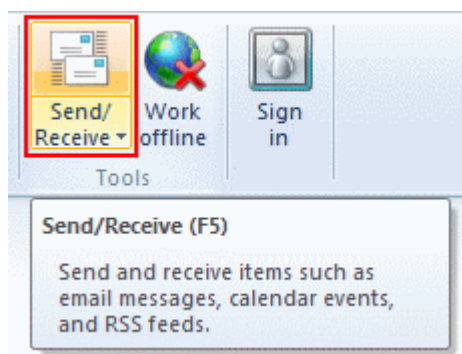 Send/ Work Sign
Receive offline in
Tools
Send/Receive (F5)
Send and receive items such as
email messages, calendar events,
and RSS feeds.